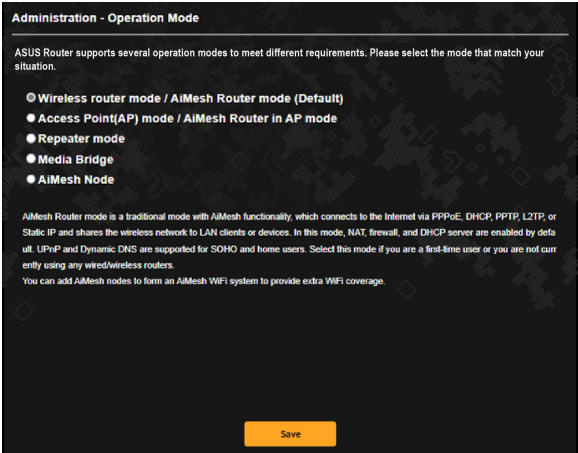 Administration - Operation Mode
ASUS Router supports several operation modes to meet different requirements. Please select the mode that match your
situation.
Wireless router mode / AiMesh Router mode (Default)
Access Point(AP) mode / AiMesh Router in AP mode
Repeater mode
Media Bridge
AiMesh Node
AiMesh Router mode is a traditional mode with AiMesh functionality, which connects to the Internet via PPPoE, DHCP, PPTP, L2TP, or
Static IP and shares the wireless network to LAN clients or devices. In this mode, NAT, firewall, and DHCP server are enabled by defa
ult. UPnP and Dynamic DNS are supported for SOHO and home users. Select this mode if you are a first-time user or you are not curr
ently using any wired/wireless routers.
You can add AiMesh nodes to form an AiMesh WiFi system to provide extra WiFi coverage.
Save